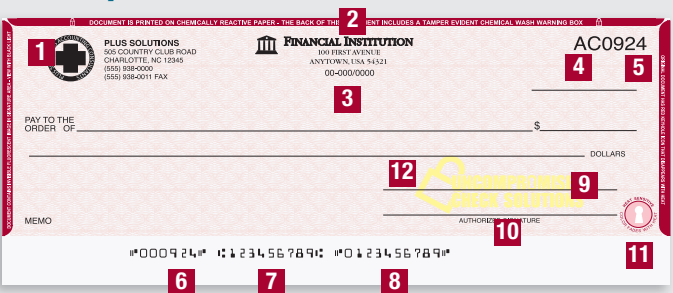 DOCUMENT IS PRINTED ON CHEMICALLY REACTIVE PAPER - THE BACK OF THIS DOCUMENT INCLUDES A TAMPER EVIDENT CHEMICAL WASH WARNING BOX
2
1
PLUS SOLUTIONS
505 COUNTRY CLUB ROAD
CHARLOTTE, NC 12345
(555) 938-0000
(555) 938-0011 FAX
FINANCIAL INSTITUTION
100 FIRST AVENUE
ANYTOWN, USA 54321
00-000/0000
AC0924
4
5
3
PAY TO THE
ORDER OF
$
DOLLARS
12
UNCOMPROMISED
CHECK SOLUTIONS
9
MEMO
AUTHORIZED SIGNATURE
10
11
⑈000924⑈ ⑆123456789⑆ ⑈0123456789⑈
6
7
8